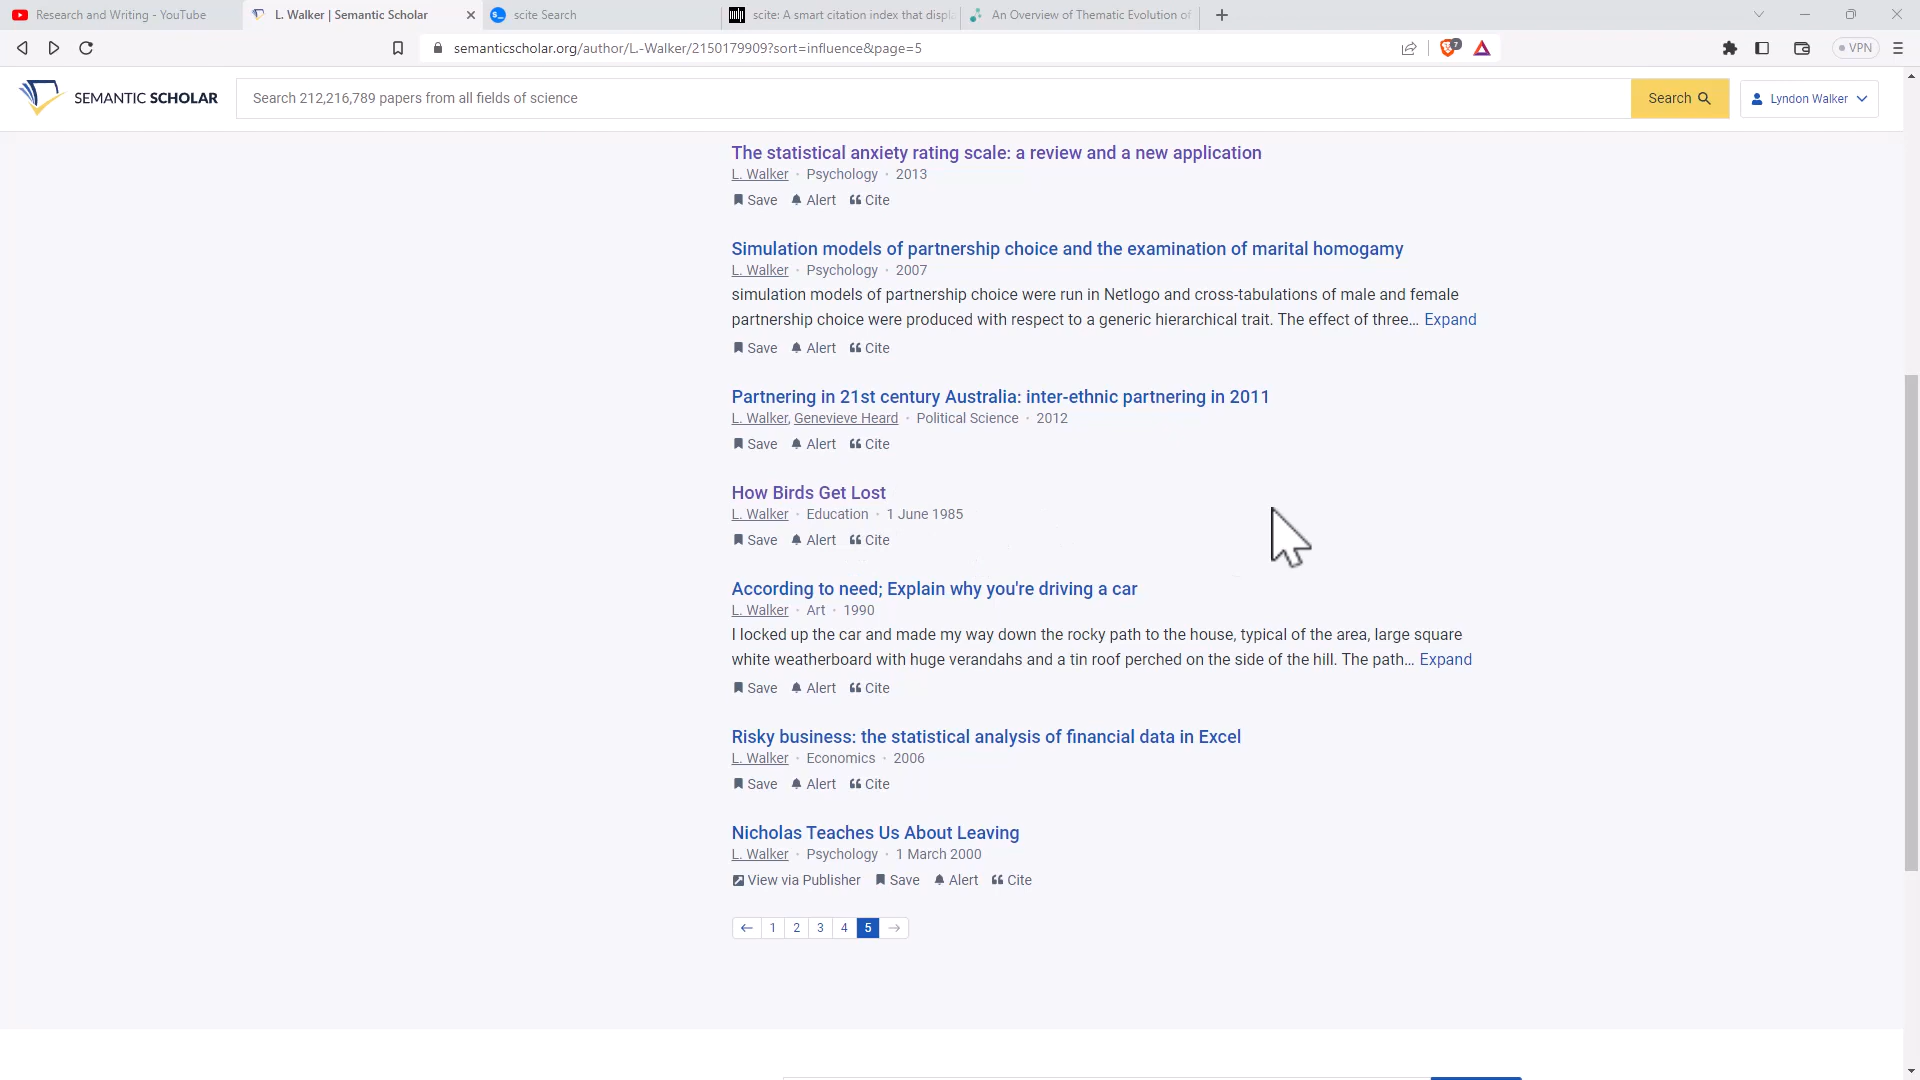 Research and Writing - YouTube
L. Walker | Semantic Scholar
scite Search
scite: A smart citation index that displ
An Overview of Thematic Evolution of
semanticscholar.org/author/L.-Walker/2150179909?sort=influence&page=5
7
VPN
SEMANTIC SCHOLAR
Search 212,216,789 papers from all fields of science
Search
Lyndon Walker
The statistical anxiety rating scale: a review and a new application
L. Walker · Psychology · 2013
Save Alert Cite
Simulation models of partnership choice and the examination of marital homogamy
L. Walker · Psychology · 2007
simulation models of partnership choice were run in Netlogo and cross-tabulations of male and female
partnership choice were produced with respect to a generic hierarchical trait. The effect of three… Expand
Save Alert Cite
Partnering in 21st century Australia: inter-ethnic partnering in 2011
L. Walker, Genevieve Heard · Political Science · 2012
Save Alert Cite
How Birds Get Lost
L. Walker · Education · 1 June 1985
Save Alert Cite
According to need; Explain why you're driving a car
L. Walker · Art · 1990
I locked up the car and made my way down the rocky path to the house, typical of the area, large square
white weatherboard with huge verandahs and a tin roof perched on the side of the hill. The path… Expand
Save Alert Cite
Risky business: the statistical analysis of financial data in Excel
L. Walker · Economics · 2006
Save Alert Cite
Nicholas Teaches Us About Leaving
L. Walker · Psychology · 1 March 2000
View via Publisher Save Alert Cite
← 1 2 3 4 5 →